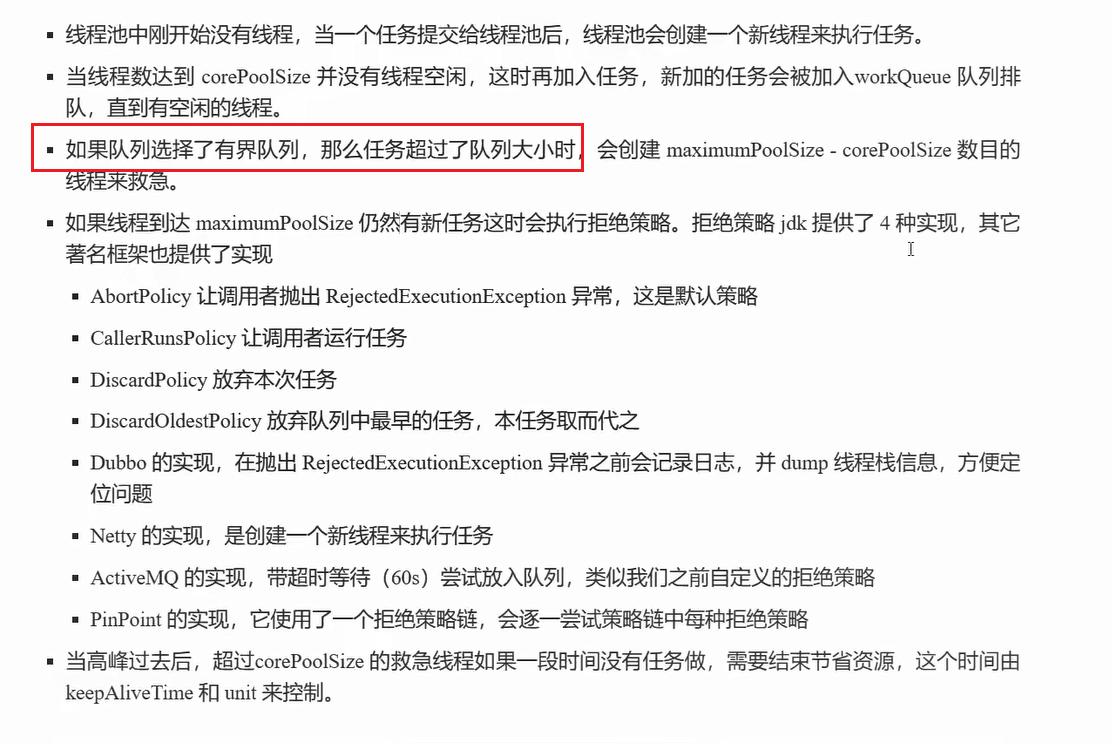 线程池中刚开始没有线程，当一个任务提交给线程池后，线程池会创建一个新线程来执行任务。
当线程数达到 corePoolSize 并没有线程空闲，这时再加入任务，新加的任务会被加入workQueue 队列排
队，直到有空闲的线程。
如果队列选择了有界队列，那么任务超过了队列大小时，会创建 maximumPoolSize - corePoolSize 数目的
线程来救急。
如果线程到达 maximumPoolSize 仍然有新任务这时会执行拒绝策略。拒绝策略 jdk 提供了 4 种实现，其它
著名框架也提供了实现
AbortPolicy 让调用者抛出 RejectedExecutionException 异常，这是默认策略
CallerRunsPolicy 让调用者运行任务
DiscardPolicy 放弃本次任务
DiscardOldestPolicy 放弃队列中最早的任务，本任务取而代之
Dubbo 的实现，在抛出 RejectedExecutionException 异常之前会记录日志，并 dump 线程栈信息，方便定
位问题
Netty 的实现，是创建一个新线程来执行任务
ActiveMQ 的实现，带超时等待（60s）尝试放入队列，类似我们之前自定义的拒绝策略
PinPoint 的实现，它使用了一个拒绝策略链，会逐一尝试策略链中每种拒绝策略
当高峰过去后，超过corePoolSize 的救急线程如果一段时间没有任务做，需要结束节省资源，这个时间由
keepAliveTime 和 unit 来控制。